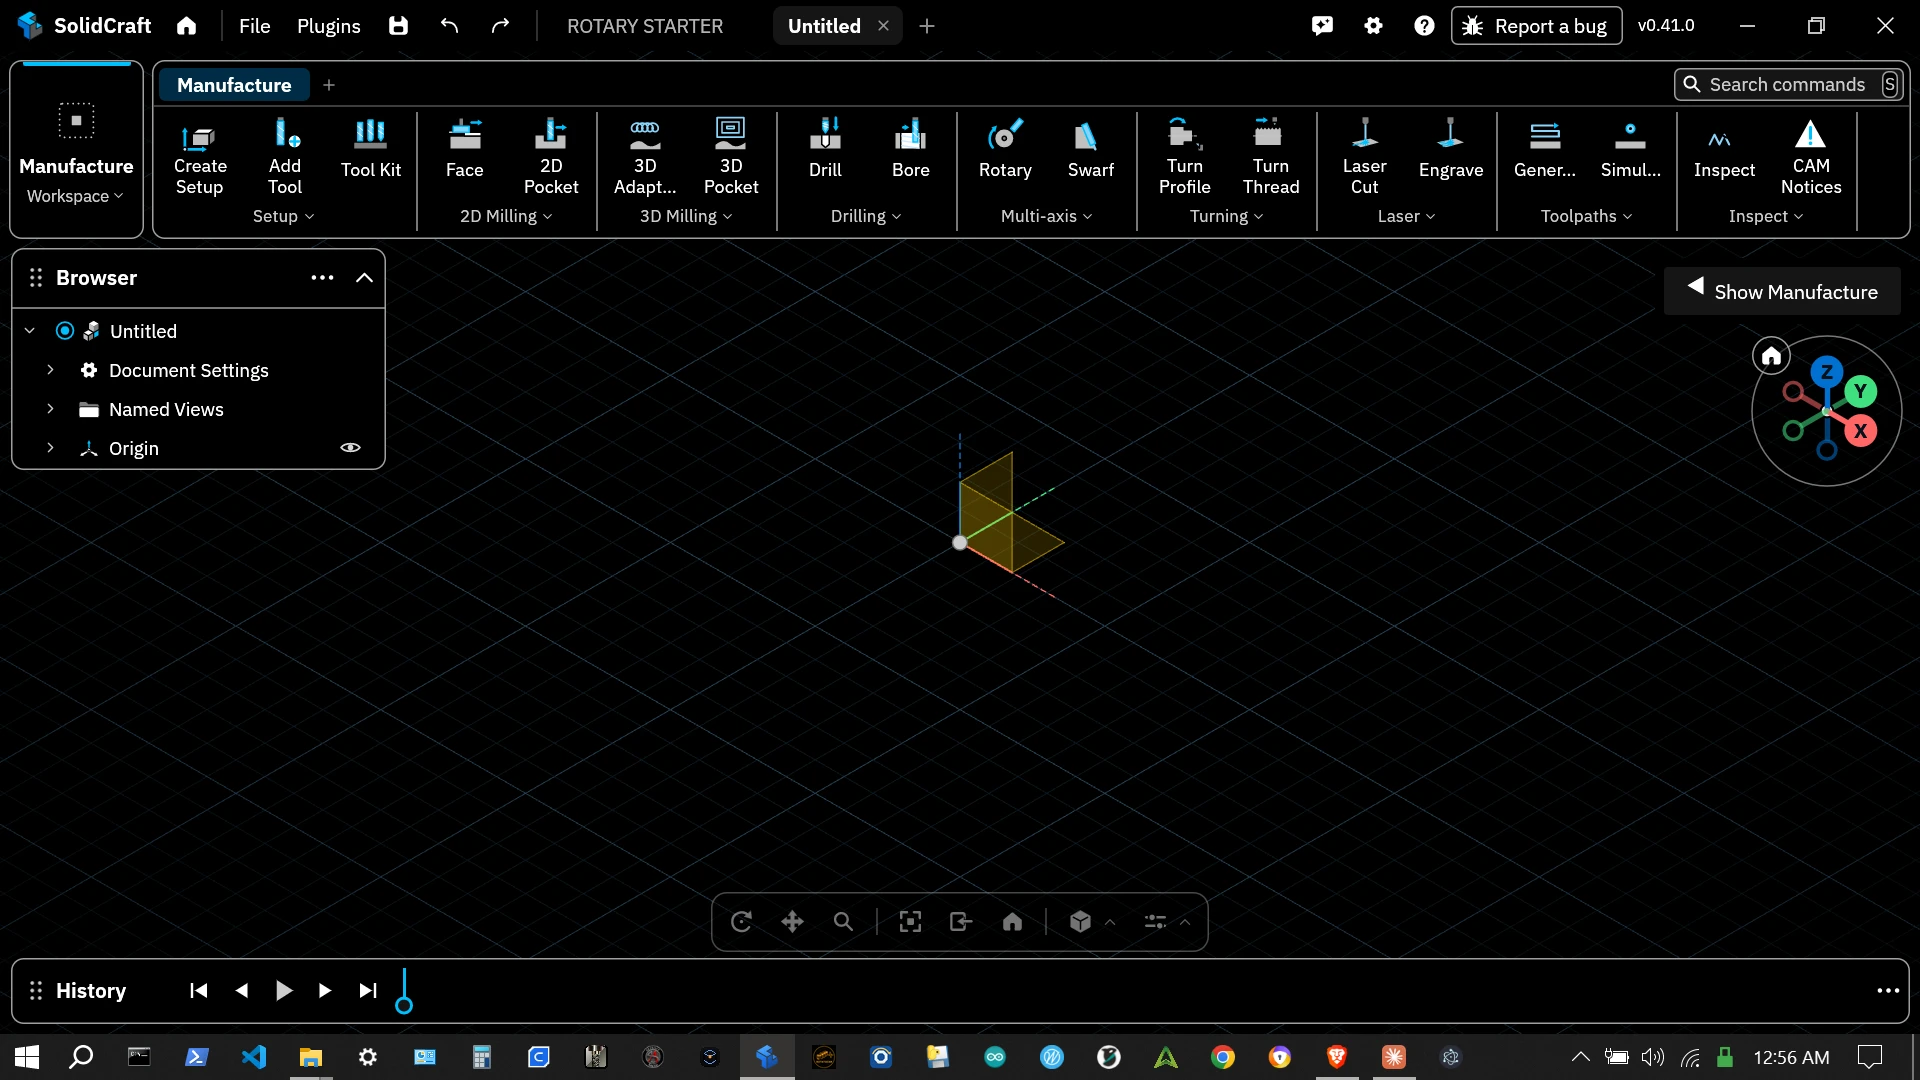 SolidCraft File Plugins ROTARY STARTER Untitled Report a bug v0.41.0
Manufacture Search commands S
Manufacture
Workspace
Create Setup
Add Tool
Tool Kit
Setup
Face
2D Pocket
2D Milling
3D Adapt...
3D Pocket
3D Milling
Drill
Bore
Drilling
Rotary
Swarf
Multi-axis
Turn Profile
Turn Thread
Turning
Laser Cut
Engrave
Laser
Gener...
Simul...
Toolpaths
Inspect
CAM Notices
Inspect
Browser
Untitled
Document Settings
Named Views
Origin
Show Manufacture
Z
Y
X
History
12:56 AM